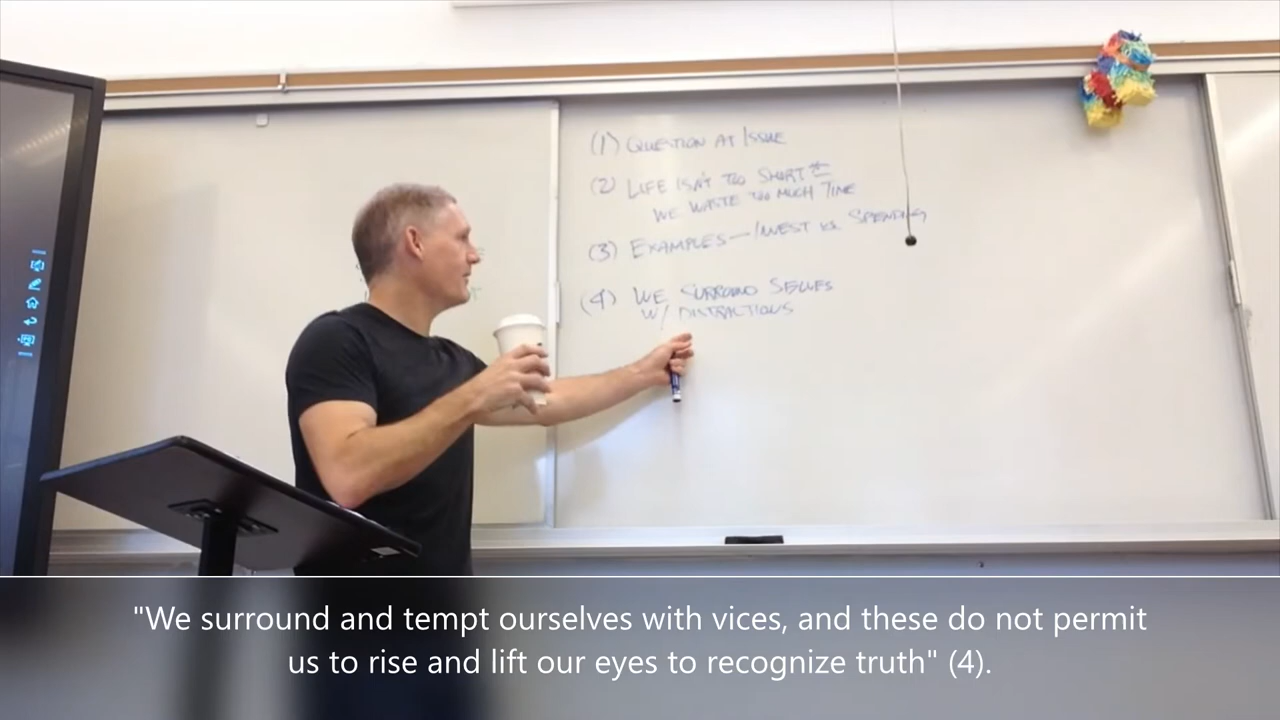 (1) QUESTION AT ISSUE
(2) LIFE ISN'T TOO SHORT
WE WASTE TOO MUCH TIME
(3) EXAMPLES — INVEST VS. SPENDING
(4) WE SURROUND SELVES
W/ DISTRACTIONS
"We surround and tempt ourselves with vices, and these do not permit
us to rise and lift our eyes to recognize truth" (4).